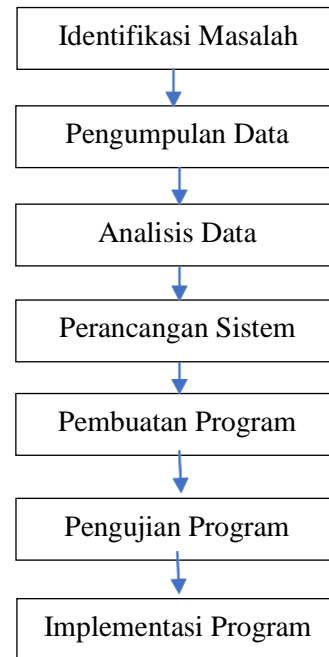 Identifikasi Masalah
Pengumpulan Data
Analisis Data
Perancangan Sistem
Pembuatan Program
Pengujian Program
Implementasi Program